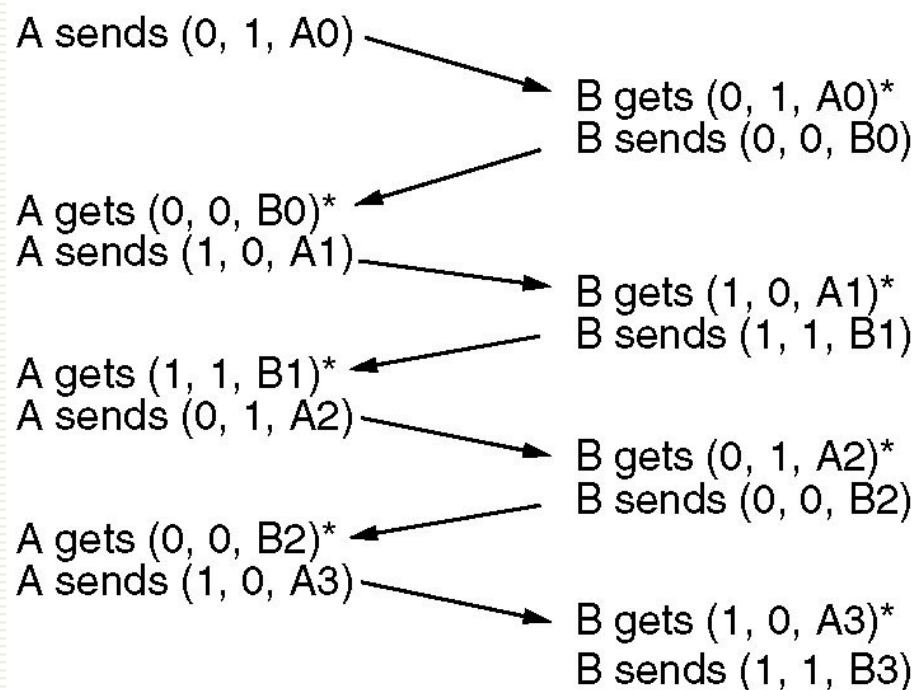 A sends (0, 1, A0)
B gets (0, 1, A0)*
B sends (0, 0, B0)
A gets (0, 0, B0)*
A sends (1, 0, A1)
B gets (1, 0, A1)*
B sends (1, 1, B1)
A gets (1, 1, B1)*
A sends (0, 1, A2)
B gets (0, 1, A2)*
B sends (0, 0, B2)
A gets (0, 0, B2)*
A sends (1, 0, A3)
B gets (1, 0, A3)*
B sends (1, 1, B3)